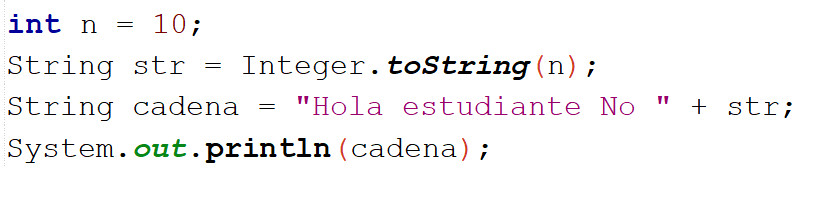 int n = 10;
String str = Integer.toString(n);
String cadena = "Hola estudiante No " + str;
System.out.println(cadena);